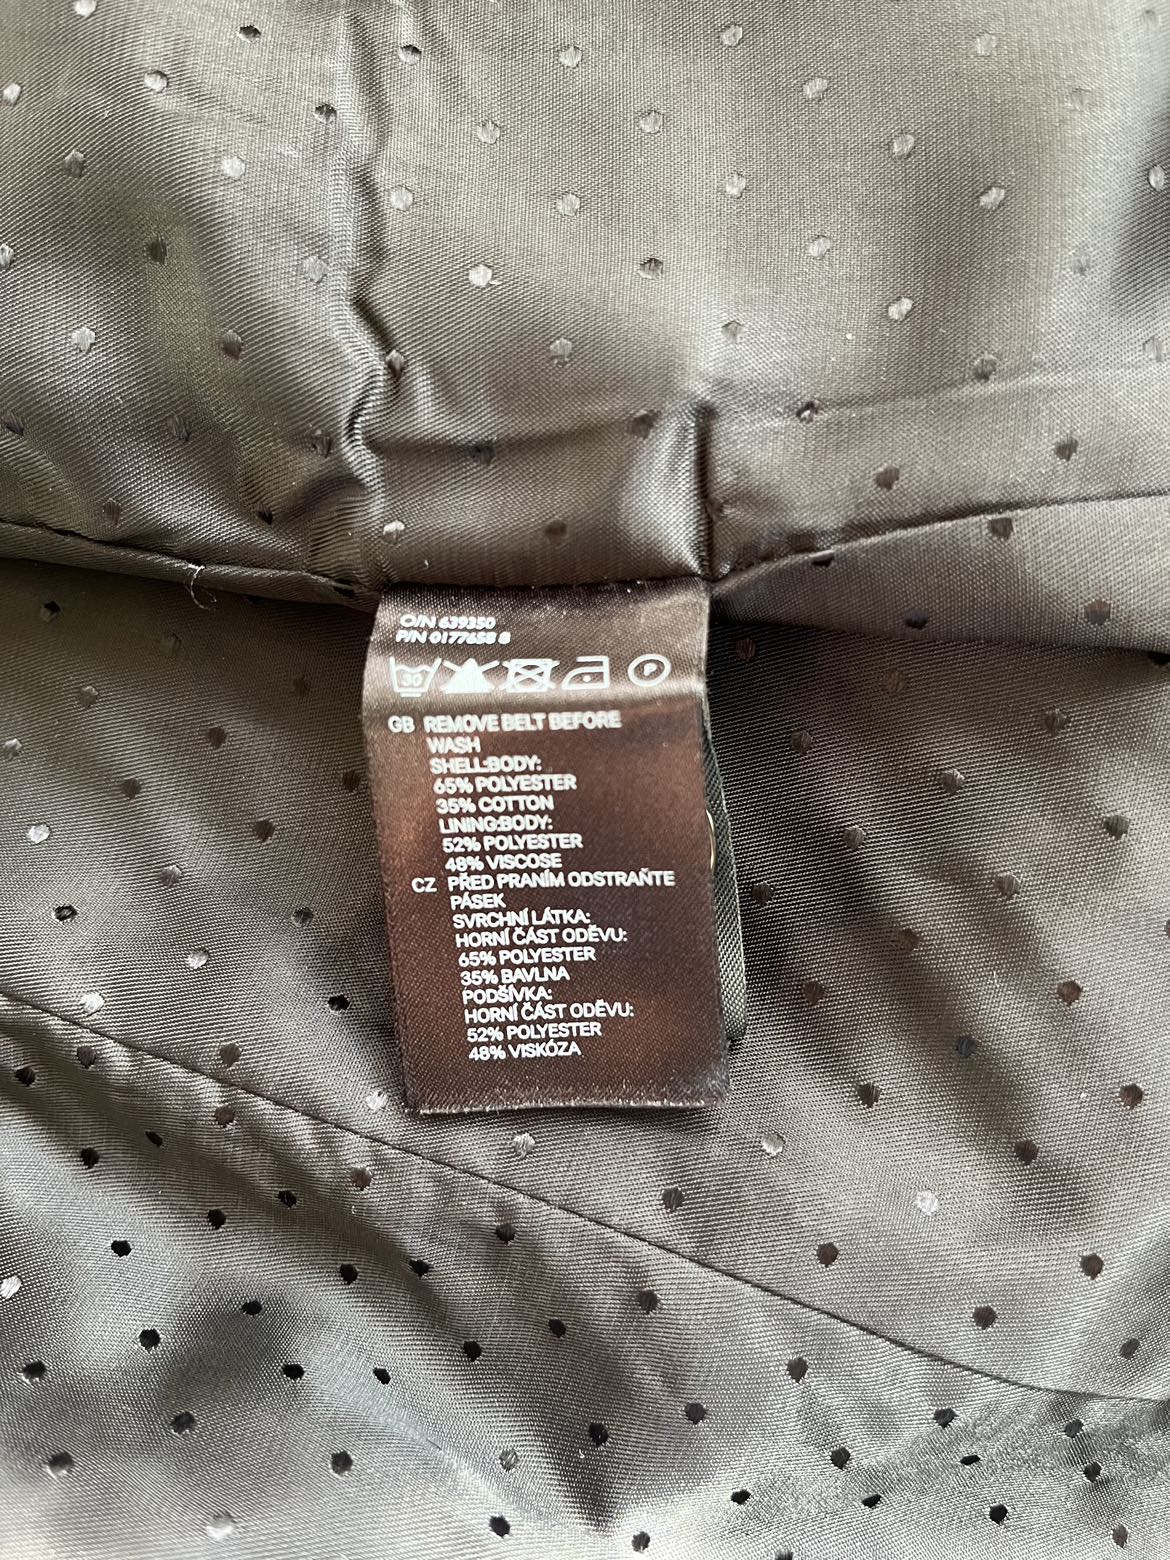 O/N 639350
P/N 0177658 8
30 P
GB REMOVE BELT BEFORE
WASH
SHELL:BODY:
65% POLYESTER
35% COTTON
LINING:BODY:
52% POLYESTER
48% VISCOSE
CZ PŘED PRANÍM ODSTRAŇTE
PÁSEK
SVRCHNÍ LÁTKA:
HORNÍ ČÁST ODĚVU:
65% POLYESTER
35% BAVLNA
PODŠÍVKA:
HORNÍ ČÁST ODĚVU:
52% POLYESTER
48% VISKÓZA